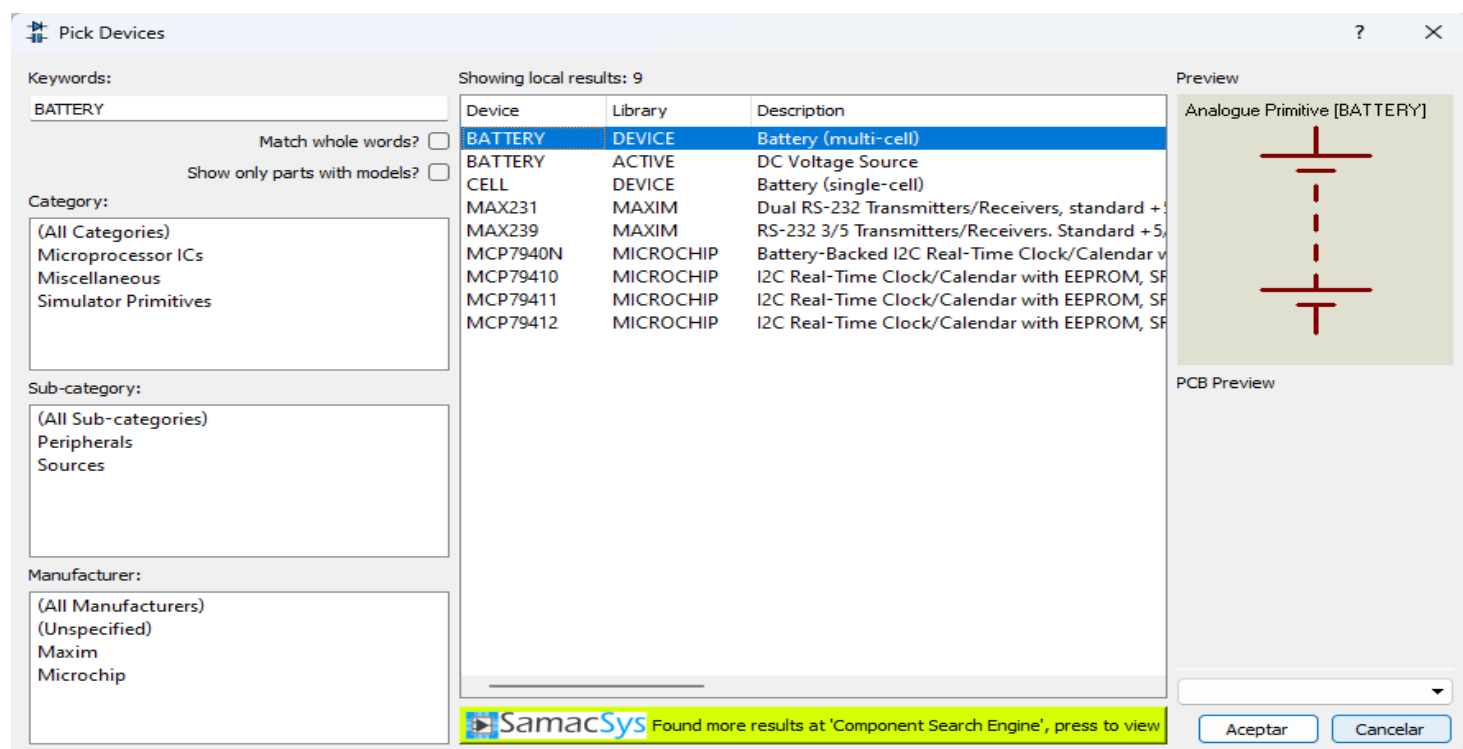 Pick Devices
?
Keywords:
BATTERY
Match whole words?
Show only parts with models?
Category:
(All Categories)
Microprocessor ICs
Miscellaneous
Simulator Primitives
Sub-category:
(All Sub-categories)
Peripherals
Sources
Manufacturer:
(All Manufacturers)
(Unspecified)
Maxim
Microchip
Showing local results: 9
Device Library Description
BATTERY DEVICE Battery (multi-cell)
BATTERY ACTIVE DC Voltage Source
CELL DEVICE Battery (single-cell)
MAX231 MAXIM Dual RS-232 Transmitters/Receivers, standard +
MAX239 MAXIM RS-232 3/5 Transmitters/Receivers. Standard +5/
MCP7940N MICROCHIP Battery-Backed I2C Real-Time Clock/Calendar
MCP79410 MICROCHIP I2C Real-Time Clock/Calendar with EEPROM,
MCP79411 MICROCHIP I2C Real-Time Clock/Calendar with EEPROM,
MCP79412 MICROCHIP I2C Real-Time Clock/Calendar with EEPROM,
SamacSys Found more results at 'Component Search Engine', press to view
Preview
Analogue Primitive [BATTERY]
PCB Preview
Aceptar
Cancelar